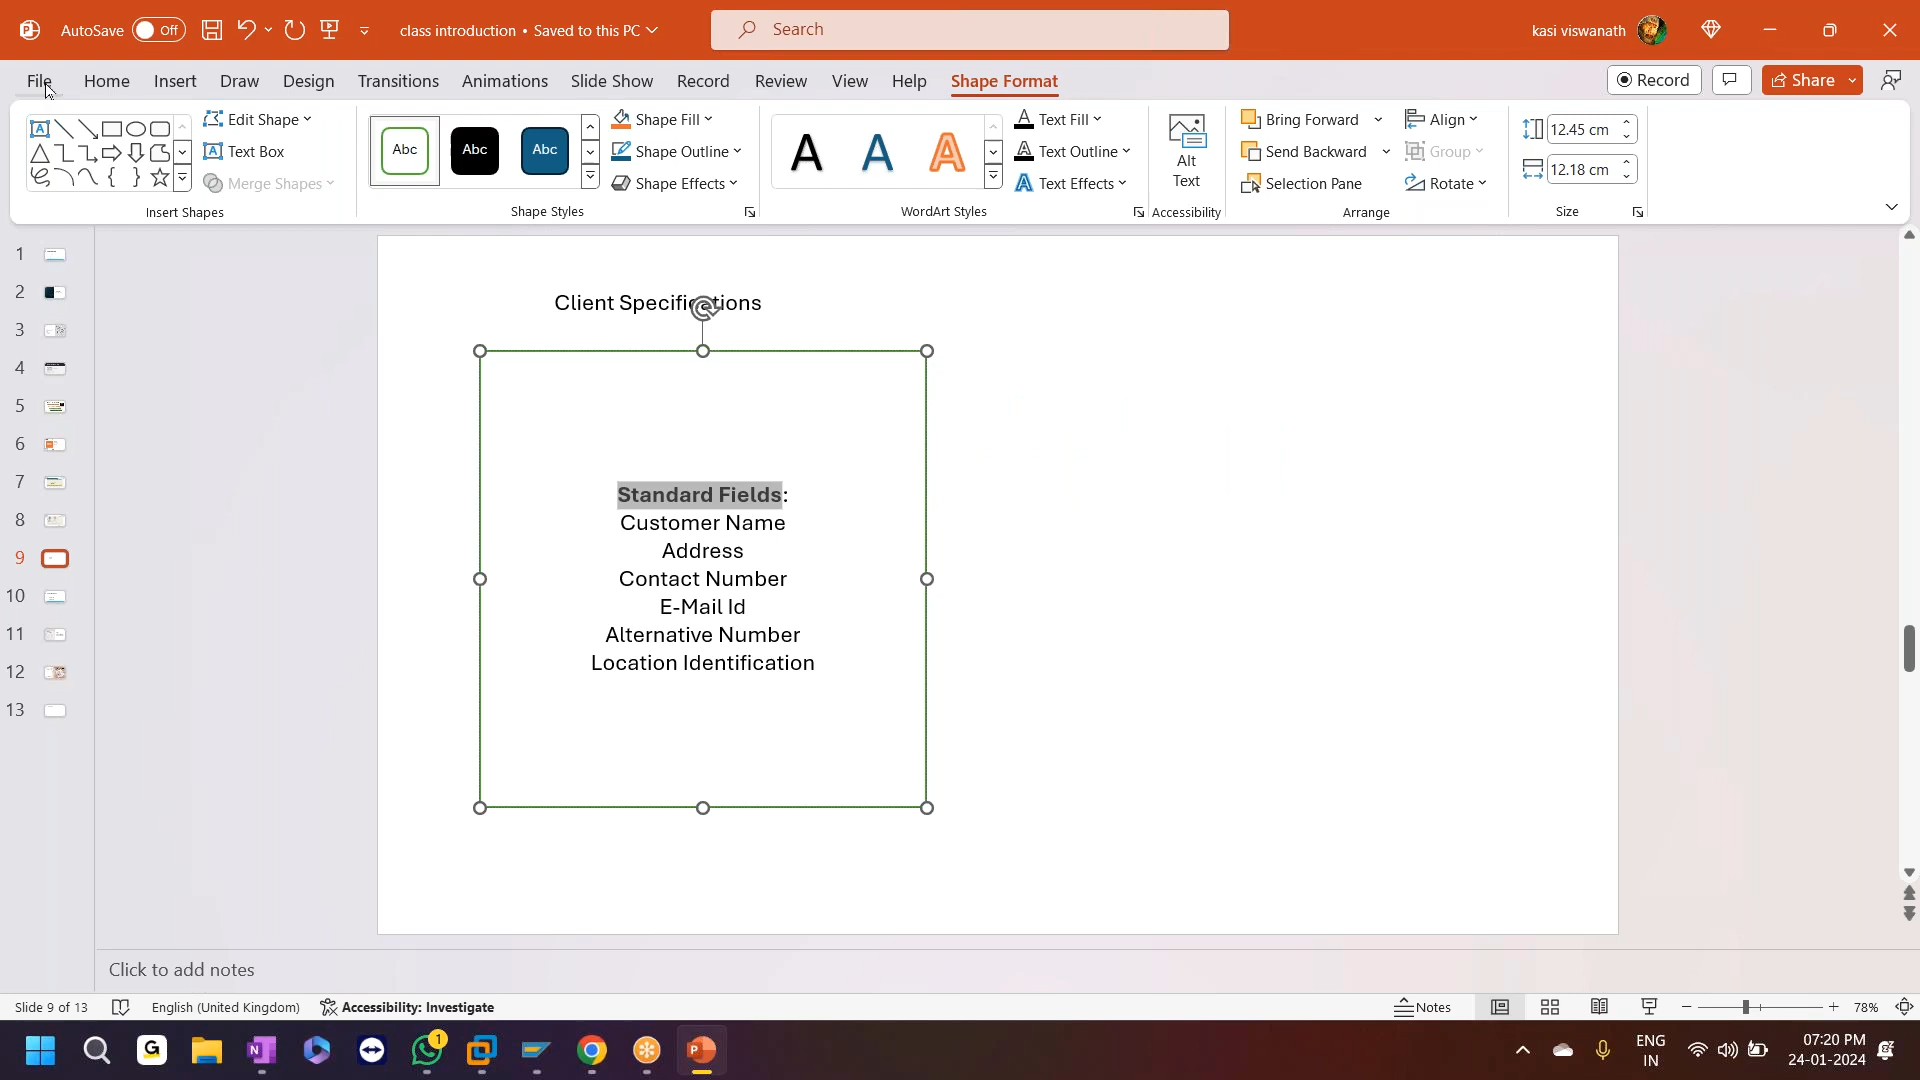 AutoSave Off class introduction • Saved to this PC Search kasi viswanath
File Home Insert Draw Design Transitions Animations Slide Show Record Review View Help Shape Format Record Share
Edit Shape
Text Box
Merge Shapes
Insert Shapes
Abc Abc Abc
Shape Fill
Shape Outline
Shape Effects
Shape Styles
A A A
Text Fill
Text Outline
Text Effects
WordArt Styles
Alt
Text
Accessibility
Bring Forward
Send Backward
Selection Pane
Align
Group
Rotate
Arrange
12.45 cm
12.18 cm
Size
1
2
3
4
5
6
7
8
9
10
11
12
13
Client Specifications
Standard Fields:
Customer Name
Address
Contact Number
E-Mail Id
Alternative Number
Location Identification
Click to add notes
Slide 9 of 13 English (United Kingdom) Accessibility: Investigate Notes 78%
1
ENG
IN
07:20 PM
24-01-2024